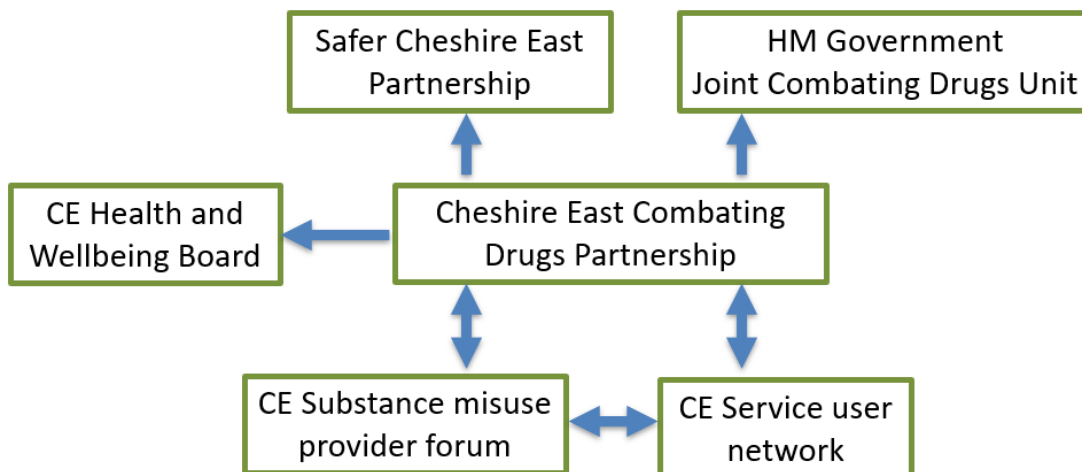 Safer Cheshire East
Partnership
HM Government
Joint Combating Drugs Unit
CE Health and
Wellbeing Board
Cheshire East Combating
Drugs Partnership
CE Substance misuse
provider forum
CE Service user
network